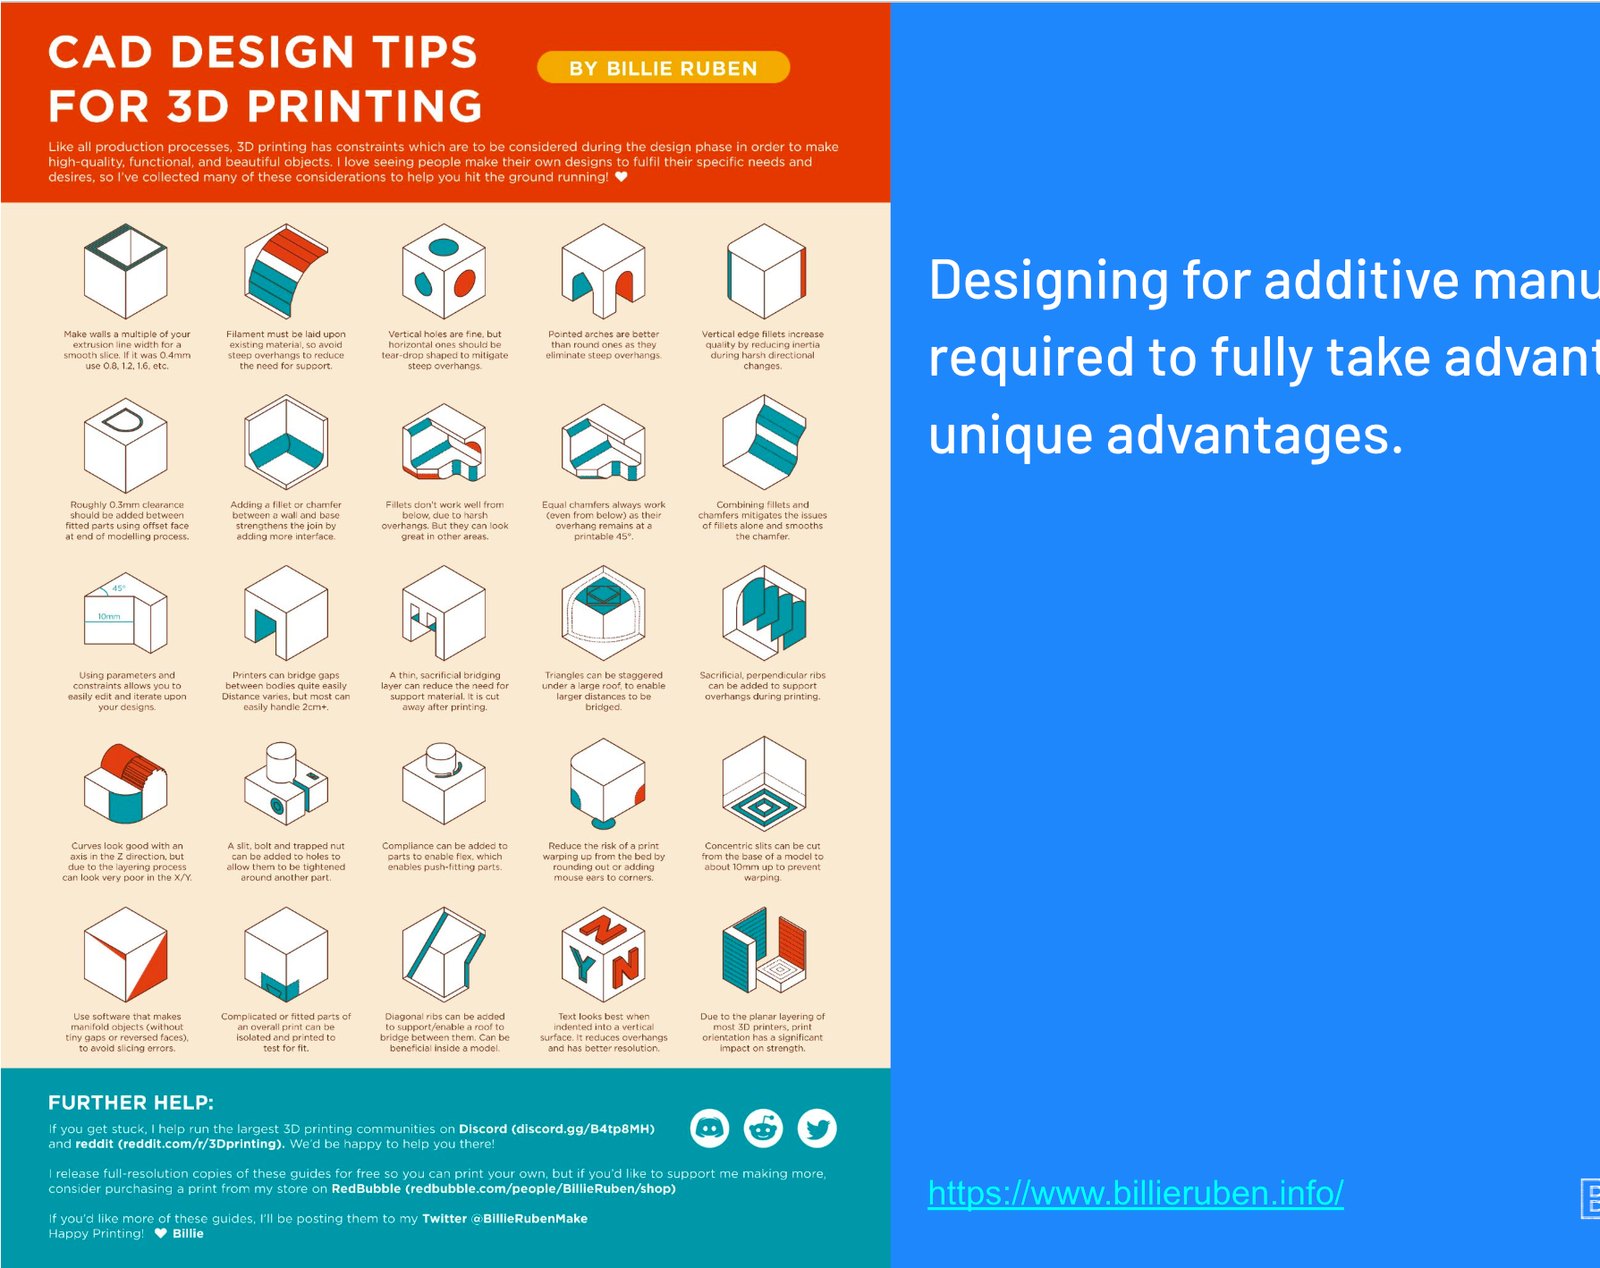 CAD DESIGN TIPS
FOR 3D PRINTING
BY BILLIE RUBEN
Like all production processes, 3D printing has constraints which are to be considered during the design phase in order to make
high-quality, functional, and beautiful objects. I love seeing people make their own designs to fulfil their specific needs and
desires, so I've collected many of these considerations to help you hit the ground running! ♥
Make walls a multiple of your
extrusion line width for a
smooth slice. If it was 0.4mm
use 0.8, 1.2, 1.6, etc.
Filament must be laid upon
existing material, so avoid
steep overhangs to reduce
the need for support.
Vertical holes are fine, but
horizontal ones should be
tear-drop shaped to mitigate
steep overhangs.
Pointed arches are better
than round ones as they
eliminate steep overhangs.
Vertical edge fillets increase
quality by reducing inertia
during harsh directional
changes.
Roughly 0.3mm clearance
should be added between
fitted parts using offset face
at end of modelling process.
Adding a fillet or chamfer
between a wall and base
strengthens the join by
adding more interface.
Fillets don't work well from
below, due to harsh
overhangs. But they can look
great in other areas.
Equal chamfers always work
(even from below) as their
overhang remains at a
printable 45°.
Combining fillets and
chamfers mitigates the issues
of fillets alone and smooths
the chamfer.
45°
10mm
Using parameters and
constraints allows you to
easily edit and iterate upon
your designs.
Printers can bridge gaps
between bodies quite easily
Distance varies, but most can
easily handle 2cm+.
A thin, sacrificial bridging
layer can reduce the need for
support material. It is cut
away after printing.
Triangles can be staggered
under a large roof, to enable
larger distances to be
bridged.
Sacrificial, perpendicular ribs
can be added to support
overhangs during printing.
Curves look good with an
axis in the Z direction, but
due to the layering process
can look very poor in the X/Y.
A slit, bolt and trapped nut
can be added to holes to
allow them to be tightened
around another part.
Compliance can be added to
parts to enable flex, which
enables push-fitting parts.
Reduce the risk of a print
warping up from the bed by
rounding out or adding
mouse ears to corners.
Concentric slits can be cut
from the base of a model to
about 10mm up to prevent
warping.
Use software that makes
manifold objects (without
tiny gaps or reversed faces),
to avoid slicing errors.
Complicated or fitted parts of
an overall print can be
isolated and printed to
test for fit.
Diagonal ribs can be added
to support/enable a roof to
bridge between them. Can be
beneficial inside a model.
N
Y N
Text looks best when
indented into a vertical
surface. It reduces overhangs
and has better resolution.
Due to the planar layering of
most 3D printers, print
orientation has a significant
impact on strength.
FURTHER HELP:
If you get stuck, I help run the largest 3D printing communities on Discord (discord.gg/B4tp8MH)
and reddit (reddit.com/r/3Dprinting). We'd be happy to help you there!
I release full-resolution copies of these guides for free so you can print your own, but if you'd like to support me making more,
consider purchasing a print from my store on RedBubble (redbubble.com/people/BillieRuben/shop)
If you'd like more of these guides, I'll be posting them to my Twitter @BillieRubenMake
Happy Printing! ♥ Billie
Designing for additive manu
required to fully take advant
unique advantages.
https://www.billieruben.info/